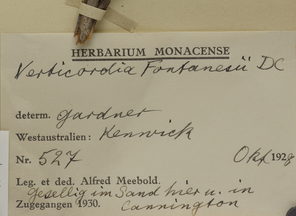 HERBARIUM MONACENSE
Verticordia Fontanesii DC
determ. Gardner
Westaustralien: Kenwick
Nr. 527 Okt 1928
Leg. et ded. Alfred Meebold.
Gesellig im Sand hier u. in
Zugegangen 1930. Cannington